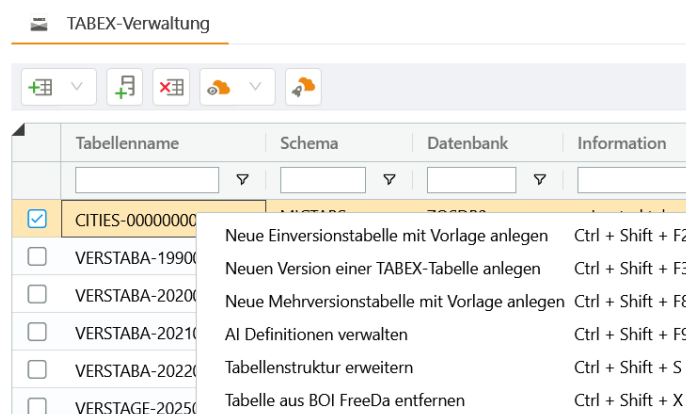 TABEX-Verwaltung
Tabellenname Schema Datenbank Information
CITIES-00000000
Neue Einversionstabelle mit Vorlage anlegen Ctrl + Shift + F2
VERSTABA-1990
Neuen Version einer TABEX-Tabelle anlegen Ctrl + Shift + F3
VERSTABA-2020
Neue Mehrversionstabelle mit Vorlage anlegen Ctrl + Shift + F8
VERSTABA-2021
AI Definitionen verwalten Ctrl + Shift + F9
VERSTABA-2022
Tabellenstruktur erweitern Ctrl + Shift + S
VERSTAGE-2025
Tabelle aus BOI FreeDa entfernen Ctrl + Shift + X